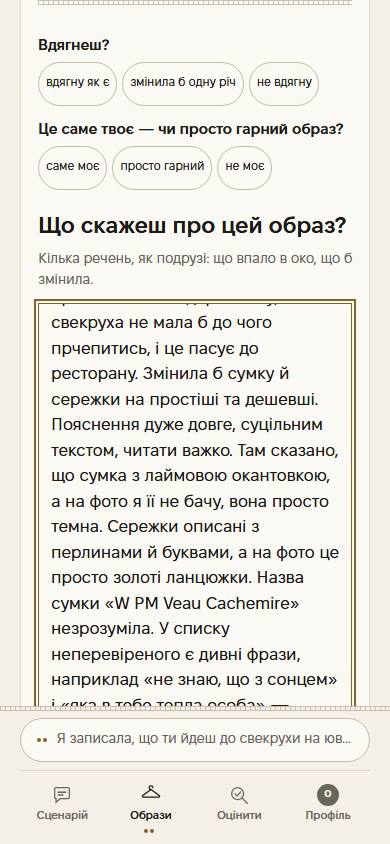 Вдягнеш?
вдягну як є
змінила б одну річ
не вдягну
Це саме твоє — чи просто гарний образ?
саме моє
просто гарний
не моє
Що скажеш про цей образ?
Кілька речень, як подрузі: що впало в око, що б
змінила.
свекруха не мала б до чого
прчепитись, і це пасує до
ресторану. Змінила б сумку й
сережки на простіші та дешевші.
Пояснення дуже довге, суцільним
текстом, читати важко. Там сказано,
що сумка з лаймовою окантовкою,
а на фото я її не бачу, вона просто
темна. Сережки описані з
перлинами й буквами, а на фото це
просто золоті ланцюжки. Назва
сумки «W PM Veau Cachemire»
незрозуміла. У списку
неперевіреного є дивні фрази,
наприклад «не знаю, що з сонцем»
і «яка в тебе тепла особа» —
Я записала, що ти йдеш до свекрухи на юв...
Сценарій
Образи
Оцінити
0
Профіль